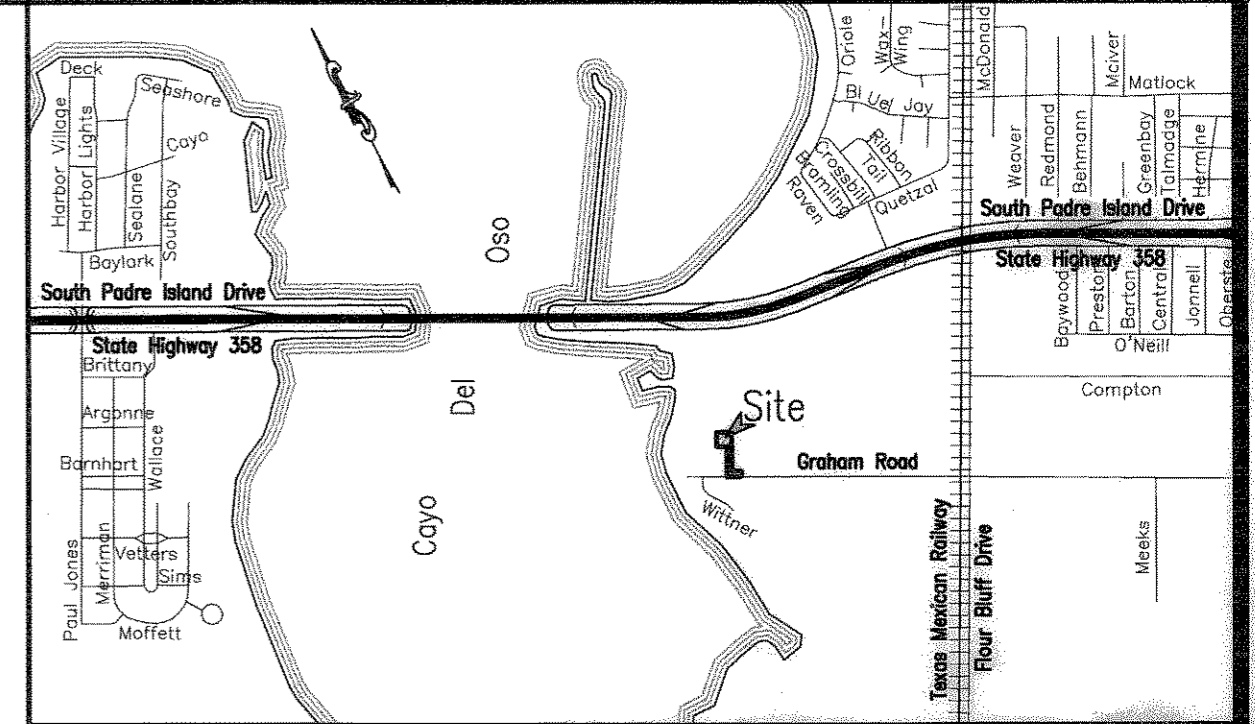 Deck
Seashore
Harbor Village
Harbor Lights
Cayo
Sealane
Southbay
Baylark
South Padre Island Drive
State Highway 358
Brittany
Argonne
Wallace
Barnhart
Merriman
Vetters
Sims
Paul Jones
Moffett
Oso
Del
Cayo
Oriole
Wax-
Wing
Bl Uel Jay
Ribbon
Tail
Crossbill
Bramling
Raven
Quetzal
McDonald
Weaver
Redmond
Behmann
McIver
Matlock
Greenbay
Talmadge
Hermine
South Padre Island Drive
State Highway 358
Baywood
Preston
Barton
Central
Jonnell
O'Neill
Compton
Site
Graham Road
Wittner
Meeks
Texas Mexican Railway
Flour Bluff Drive